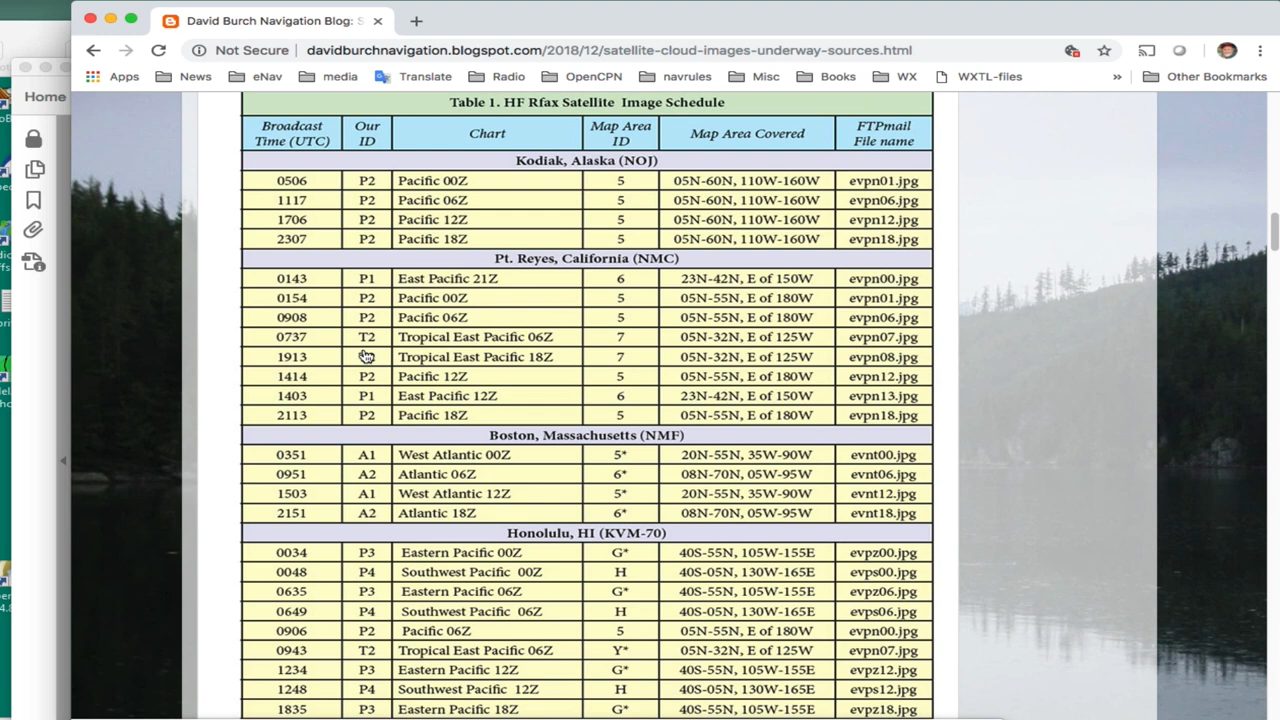 David Burch Navigation Blog: S
Not Secure davidburchnavigation.blogspot.com/2018/12/satellite-cloud-images-underway-sources.html
Apps News eNav media Translate Radio OpenCPN navrules Misc Books WX WXTL-files » Other Bookmarks
Home
Table 1. HF Rfax Satellite Image Schedule
Broadcast Time (UTC) Our ID Chart Map Area ID Map Area Covered FTPmail File name
Kodiak, Alaska (NOJ)
0506 P2 Pacific 00Z 5 05N-60N, 110W-160W evpn01.jpg
1117 P2 Pacific 06Z 5 05N-60N, 110W-160W evpn06.jpg
1706 P2 Pacific 12Z 5 05N-60N, 110W-160W evpn12.jpg
2307 P2 Pacific 18Z 5 05N-60N, 110W-160W evpn18.jpg
Pt. Reyes, California (NMC)
0143 P1 East Pacific 21Z 6 23N-42N, E of 150W evpn00.jpg
0154 P2 Pacific 00Z 5 05N-55N, E of 180W evpn01.jpg
0908 P2 Pacific 06Z 5 05N-55N, E of 180W evpn06.jpg
0737 T2 Tropical East Pacific 06Z 7 05N-32N, E of 125W evpn07.jpg
1913 Tropical East Pacific 18Z 7 05N-32N, E of 125W evpn08.jpg
1414 P2 Pacific 12Z 5 05N-55N, E of 180W evpn12.jpg
1403 P1 East Pacific 12Z 6 23N-42N, E of 150W evpn13.jpg
2113 P2 Pacific 18Z 5 05N-55N, E of 180W evpn18.jpg
Boston, Massachusetts (NMF)
0351 A1 West Atlantic 00Z 5* 20N-55N, 35W-90W evnt00.jpg
0951 A2 Atlantic 06Z 6* 08N-70N, 05W-95W evnt06.jpg
1503 A1 West Atlantic 12Z 5* 20N-55N, 35W-90W evnt12.jpg
2151 A2 Atlantic 18Z 6* 08N-70N, 05W-95W evnt18.jpg
Honolulu, HI (KVM-70)
0034 P3 Eastern Pacific 00Z G* 40S-55N, 105W-155E evpz00.jpg
0048 P4 Southwest Pacific 00Z H 40S-05N, 130W-165E evps00.jpg
0635 P3 Eastern Pacific 06Z G* 40S-55N, 105W-155E evpz06.jpg
0649 P4 Southwest Pacific 06Z H 40S-05N, 130W-165E evps06.jpg
0906 P2 Pacific 06Z 5 05N-55N, E of 180W evpn00.jpg
0943 T2 Tropical East Pacific 06Z Y* 05N-32N, E of 125W evpn07.jpg
1234 P3 Eastern Pacific 12Z G* 40S-55N, 105W-155E evpz12.jpg
1248 P4 Southwest Pacific 12Z H 40S-05N, 130W-165E evps12.jpg
1835 P3 Eastern Pacific 18Z G* 40S-55N, 105W-155E evpz18.jpg